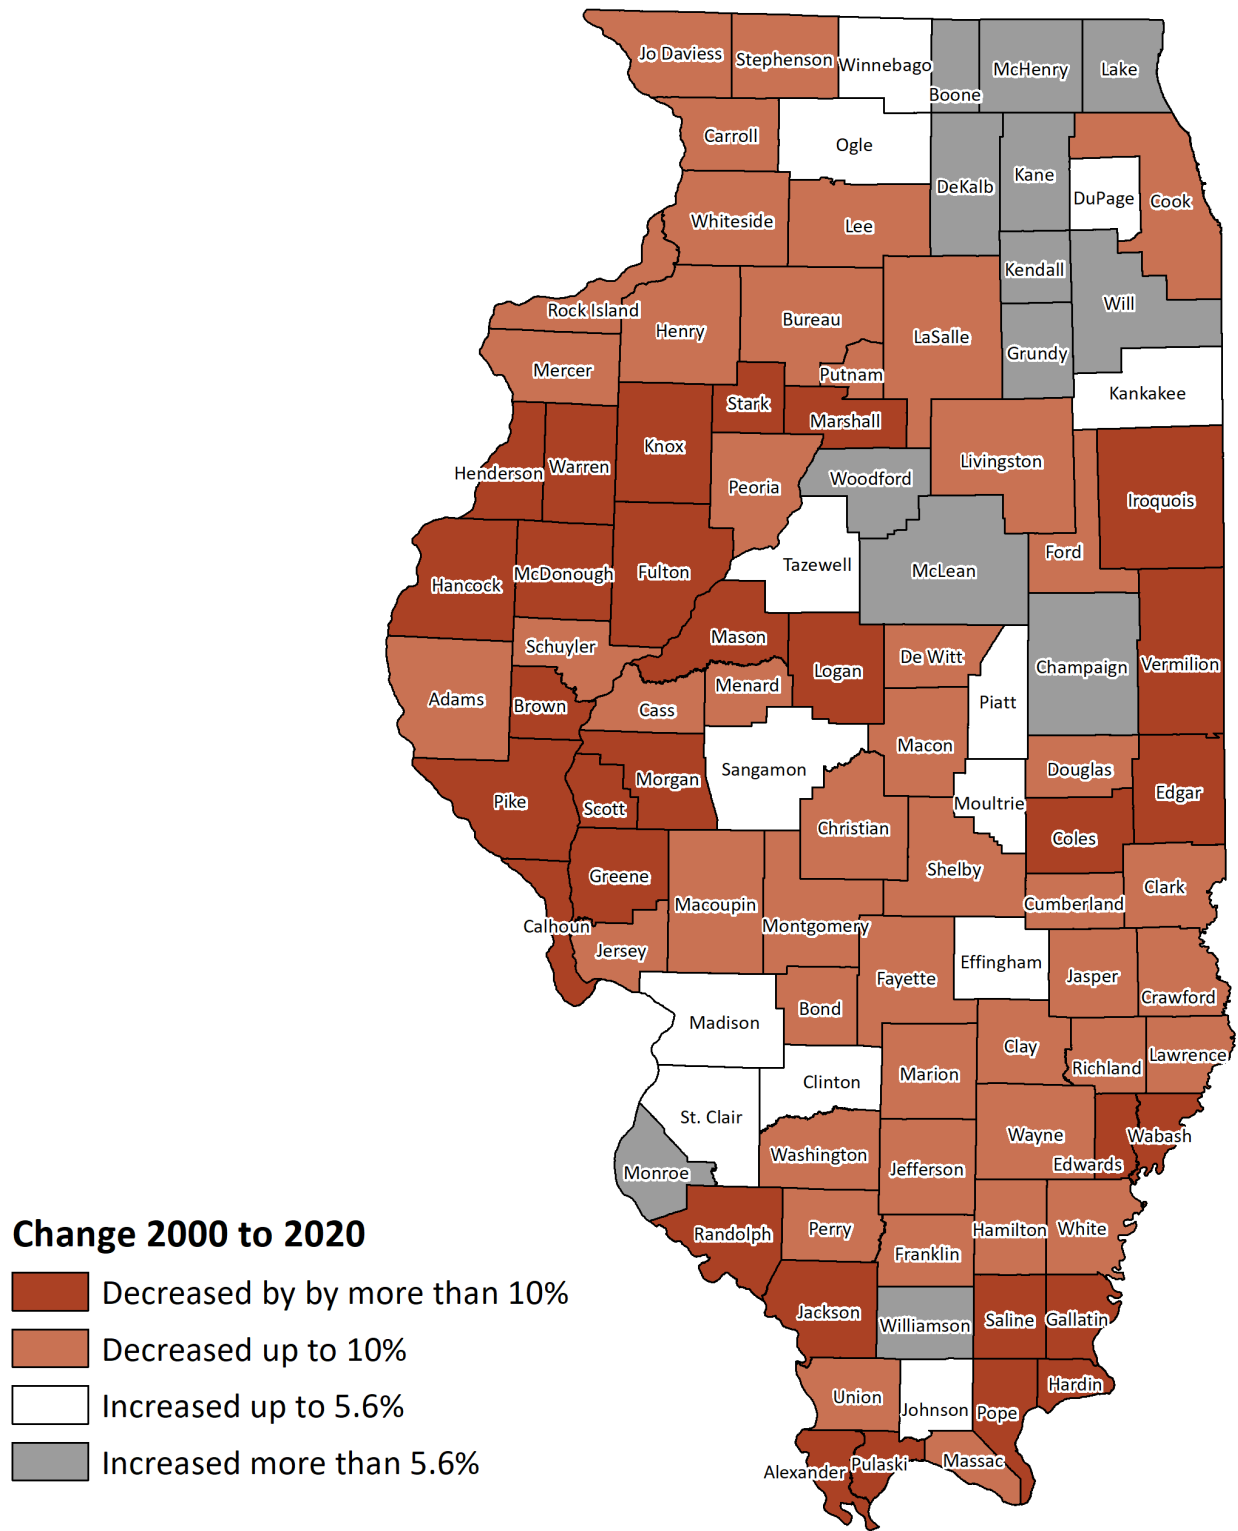 Jo Daviess
Stephenson
Winnebago
Boone
McHenry
Lake
Carroll
Ogle
DeKalb
Kane
DuPage
Cook
Whiteside
Lee
Kendall
Will
Rock Island
Henry
Bureau
LaSalle
Grundy
Mercer
Putnam
Kankakee
Stark
Marshall
Knox
Henderson
Warren
Peoria
Woodford
Livingston
Iroquois
Hancock
McDonough
Fulton
Tazewell
McLean
Ford
Schuyler
Mason
Logan
De Witt
Champaign
Vermilion
Adams
Brown
Cass
Menard
Piatt
Macon
Sangamon
Douglas
Pike
Scott
Morgan
Moultrie
Edgar
Christian
Coles
Greene
Shelby
Clark
Macoupin
Cumberland
Calhoun
Montgomery
Jersey
Fayette
Effingham
Jasper
Crawford
Madison
Bond
Clay
Richland
Lawrence
Clinton
Marion
St. Clair
Wayne
Wabash
Washington
Edwards
Monroe
Jefferson
Randolph
Perry
Hamilton
White
Franklin
Jackson
Williamson
Saline
Gallatin
Union
Johnson
Pope
Hardin
Alexander
Pulaski
Massac
Change 2000 to 2020
Decreased by by more than 10%
Decreased up to 10%
Increased up to 5.6%
Increased more than 5.6%